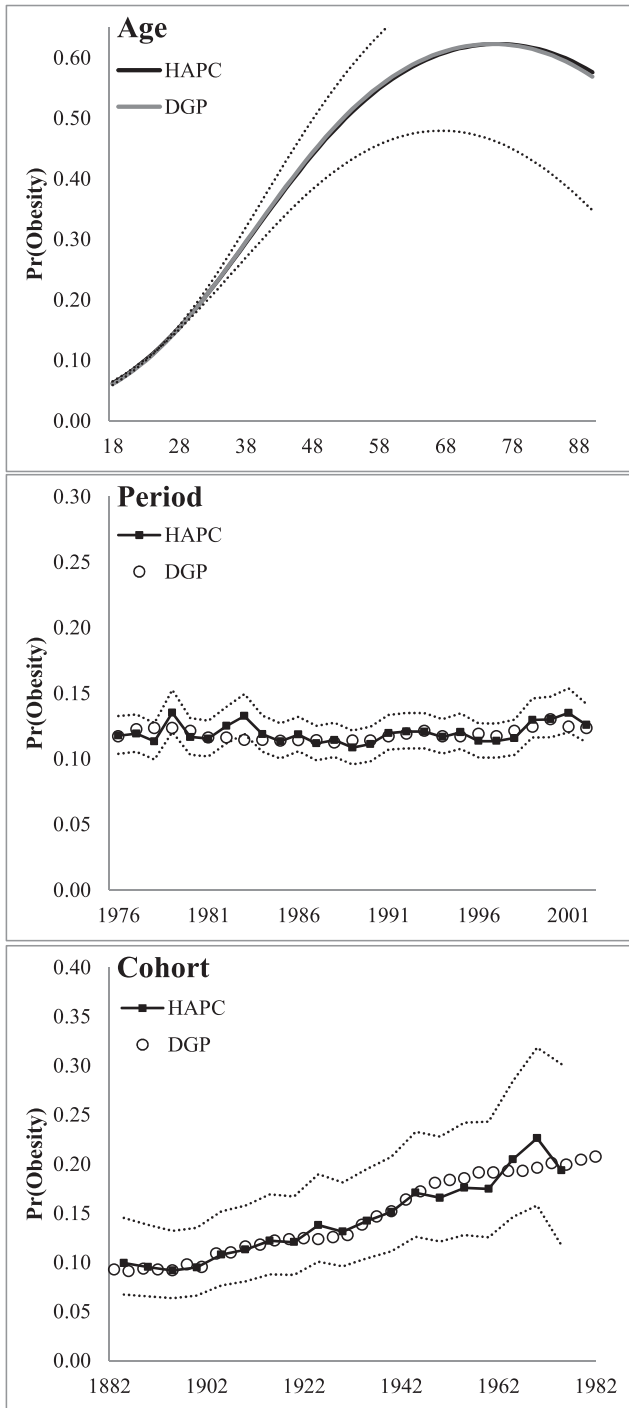 Age
HAPC
DGP
Pr(Obesity)
0.60
0.50
0.40
0.30
0.20
0.10
0.00
18 28 38 48 58 68 78 88
Period
HAPC
DGP
Pr(Obesity)
0.30
0.25
0.20
0.15
0.10
0.05
0.00
1976 1981 1986 1991 1996 2001
Cohort
HAPC
DGP
Pr(Obesity)
0.40
0.35
0.30
0.25
0.20
0.15
0.10
0.05
0.00
1882 1902 1922 1942 1962 1982